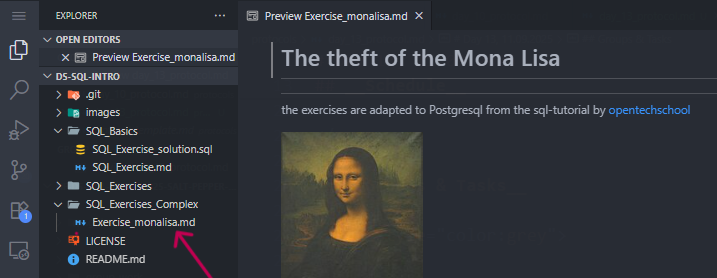 EXPLORER
OPEN EDITORS
Preview Exercise_monalisa.md
DS-SQL-INTRO
.git
images
SQL_Basics
SQL_Exercise_solution.sql
SQL_Exercise.md
SQL_Exercises
SQL_Exercises_Complex
Exercise_monalisa.md
LICENSE
README.md
1
Preview Exercise_monalisa.md
The theft of the Mona Lisa
the exercises are adapted to Postgresql from the sql-tutorial by opentechschool